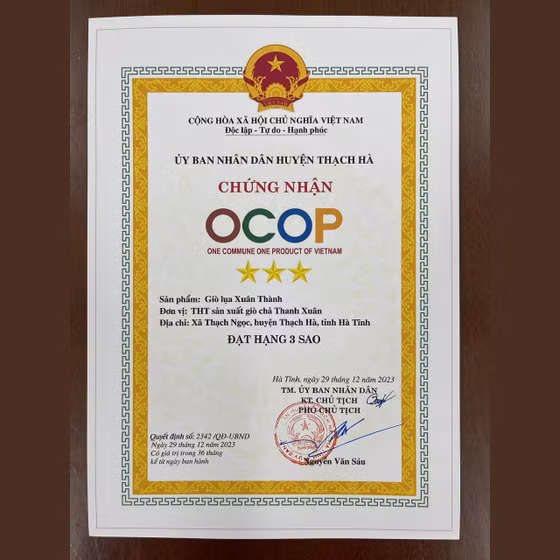 CỘNG HÒA XÃ HỘI CHỦ NGHĨA VIỆT NAM
Độc lập - Tự do - Hạnh phúc
ỦY BAN NHÂN DÂN HUYỆN THẠCH HÀ
CHỨNG NHẬN
OCOP
ONE COMMUNE ONE PRODUCT OF VIETNAM
Sản phẩm: Giò lụa Xuân Thành
Đơn vị: THT sản xuất giò chả Thanh Xuân
Địa chỉ: Xã Thạch Ngọc, huyện Thạch Hà, tỉnh Hà Tĩnh
ĐẠT HẠNG 3 SAO
Hà Tĩnh, ngày 29 tháng 12 năm 2023
TM. ỦY BAN NHÂN DÂN
KT. CHỦ TỊCH
PHÓ CHỦ TỊCH
Quyết định số: 2342 /QĐ-UBND
Ngày 29 tháng 12 năm 2023
Có giá trị trong 36 tháng
kể từ ngày ban hành
Nguyễn Văn Sáu